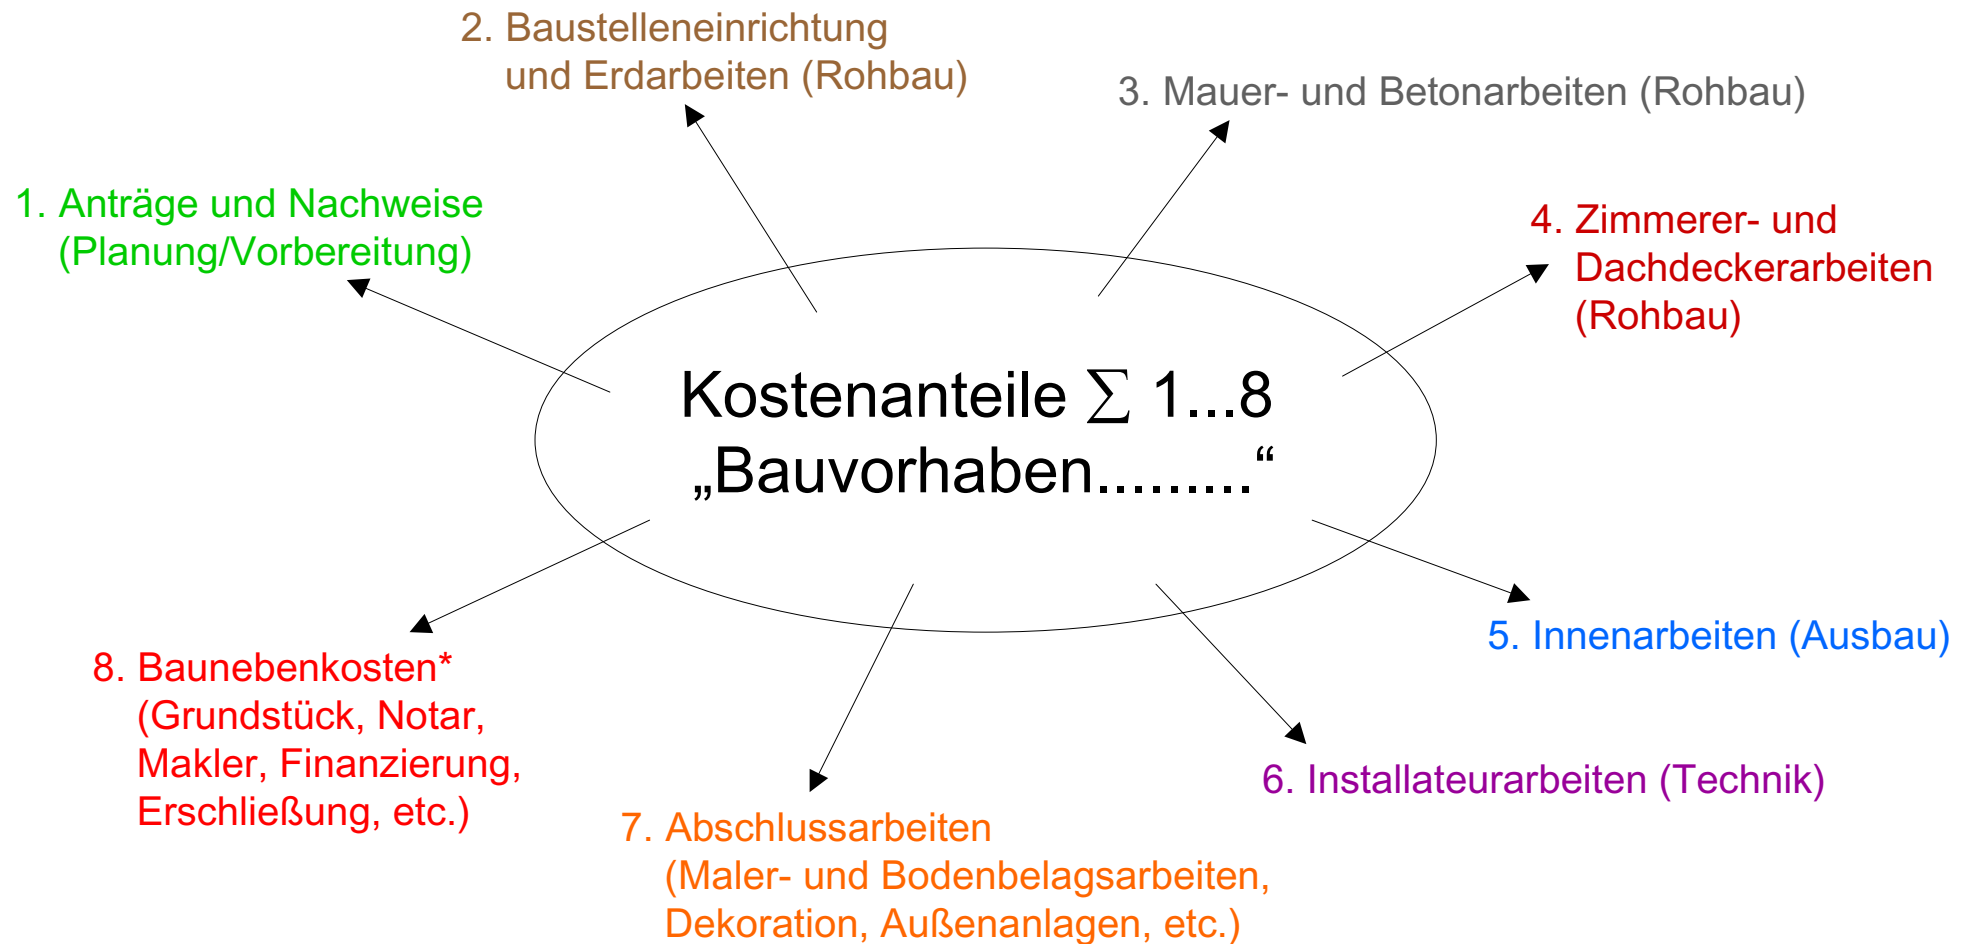 2. Baustelleneinrichtung
und Erdarbeiten (Rohbau)
3. Mauer- und Betonarbeiten (Rohbau)
1. Anträge und Nachweise
(Planung/Vorbereitung)
4. Zimmerer- und
Dachdeckerarbeiten
(Rohbau)
Kostenanteile ∑ 1...8
„Bauvorhaben.........“
5. Innenarbeiten (Ausbau)
8. Baunebenkosten*
(Grundstück, Notar,
Makler, Finanzierung,
Erschließung, etc.)
6. Installateurarbeiten (Technik)
7. Abschlussarbeiten
(Maler- und Bodenbelagsarbeiten,
Dekoration, Außenanlagen, etc.)